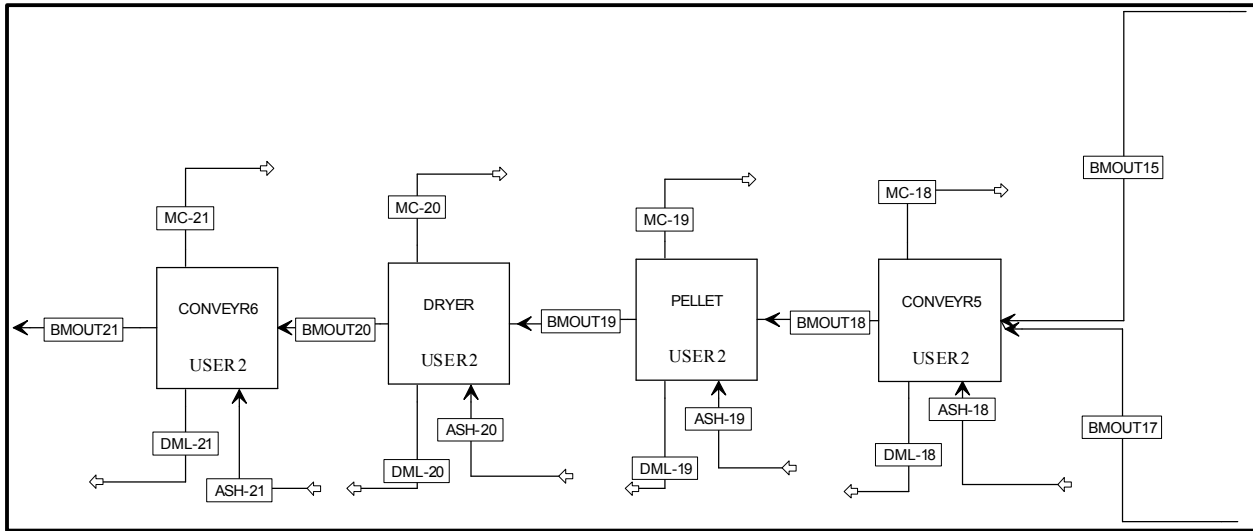 BMOUT15
MC-21
MC-20
MC-19
MC-18
CONVEYR6
DRYER
PELLET
CONVEYR5
BMOUT21
BMOUT20
BMOUT19
BMOUT18
USER2
USER2
USER2
USER2
ASH-20
ASH-19
ASH-18
BMOUT17
DML-21
DML-20
DML-19
DML-18
ASH-21